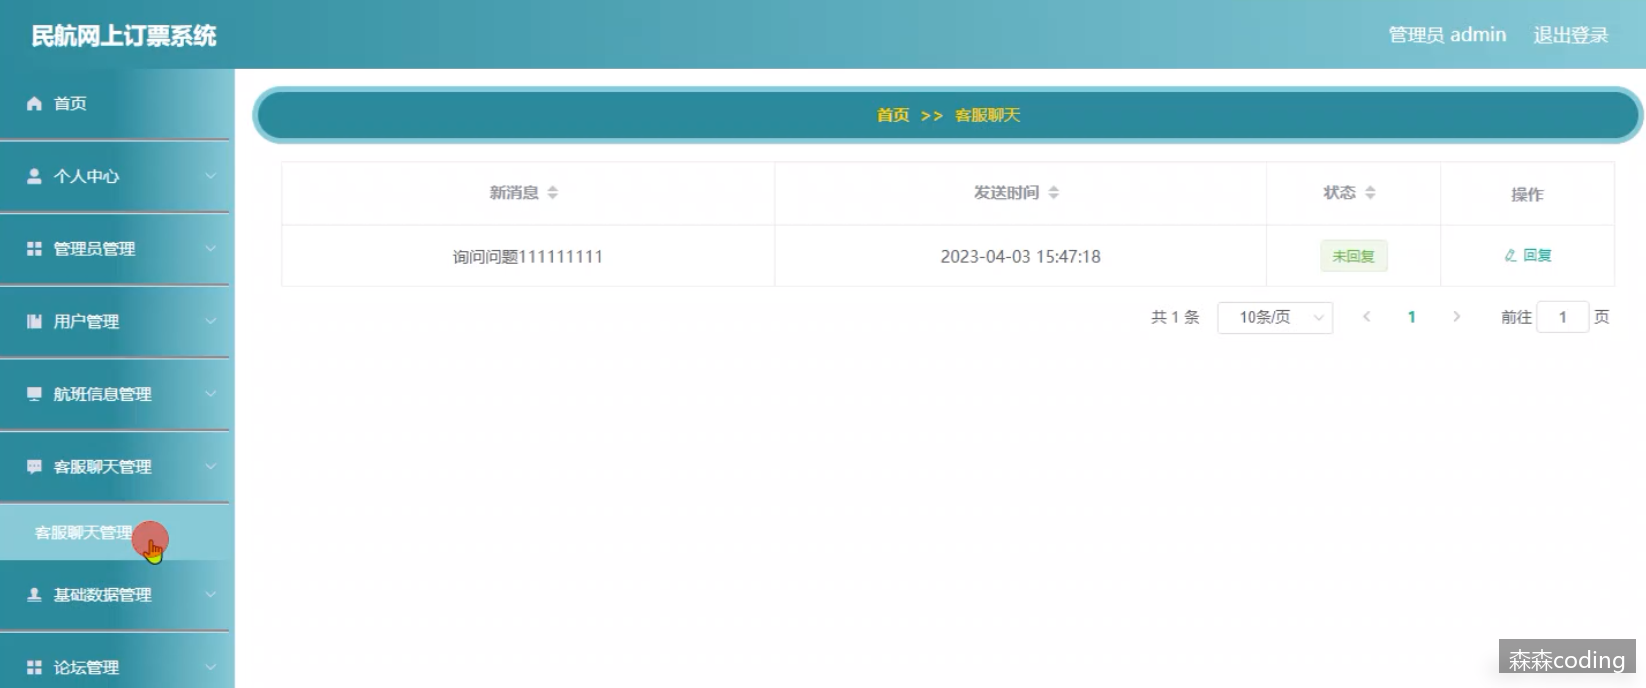 民航网上订票系统
管理员 admin 退出登录
首页
个人中心
管理员管理
用户管理
航班信息管理
客服聊天管理
客服聊天管理
基础数据管理
论坛管理
首页 >> 客服聊天
新消息 发送时间 状态 操作
询问问题111111111 2023-04-03 15:47:18 未回复 回复
共 1 条 10条/页 1 前往 1 页
森森coding